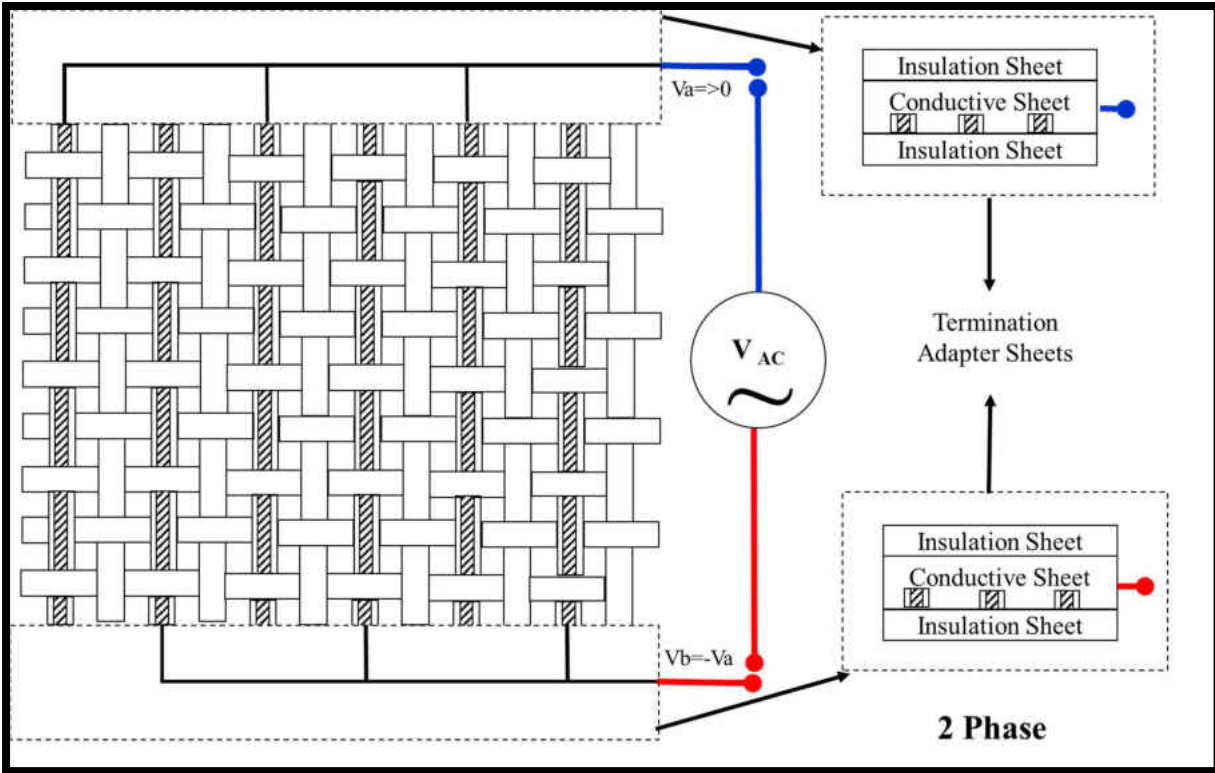 Va=>0
Insulation Sheet
Conductive Sheet
Insulation Sheet
V AC
Termination
Adapter Sheets
Insulation Sheet
Conductive Sheet
Insulation Sheet
Vb=-Va
2 Phase